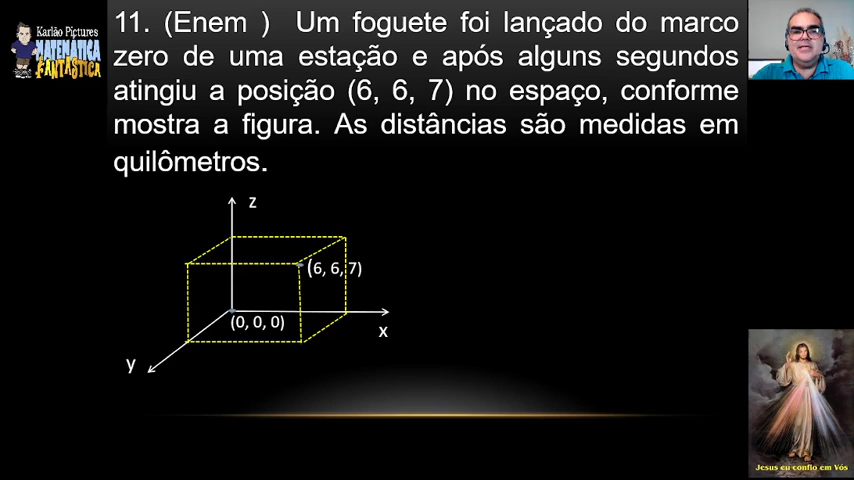 Karlão Pictures
MATEMÁTICA
FANTÁSTICA
11. (Enem ) Um foguete foi lançado do marco
zero de uma estação e após alguns segundos
atingiu a posição (6, 6, 7) no espaço, conforme
mostra a figura. As distâncias são medidas em
quilômetros.
z
(6, 6, 7)
(0, 0, 0)
x
y
Jesus eu confio em Vós